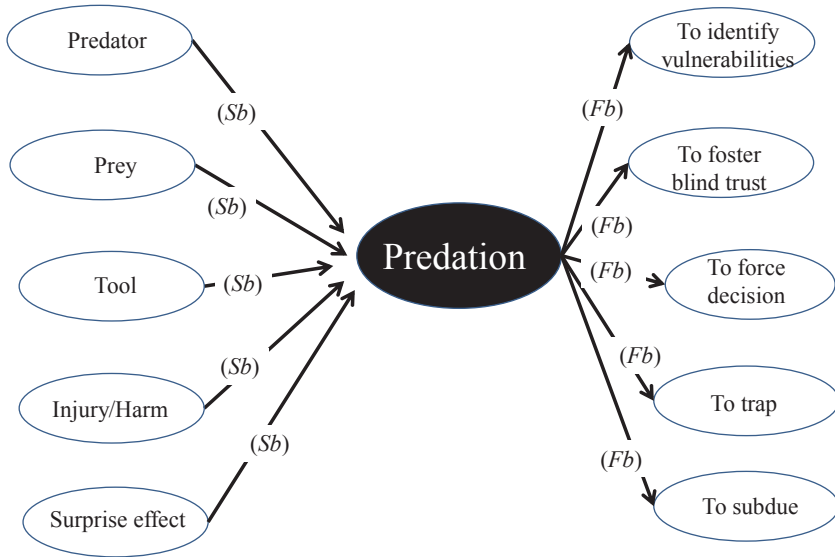 Predator
Prey
Tool
Injury/Harm
Surprise effect
(Sb)
(Sb)
(Sb)
(Sb)
(Sb)
Predation
(Fb)
(Fb)
(Fb)
(Fb)
(Fb)
To identify
vulnerabilities
To foster
blind trust
To force
decision
To trap
To subdue